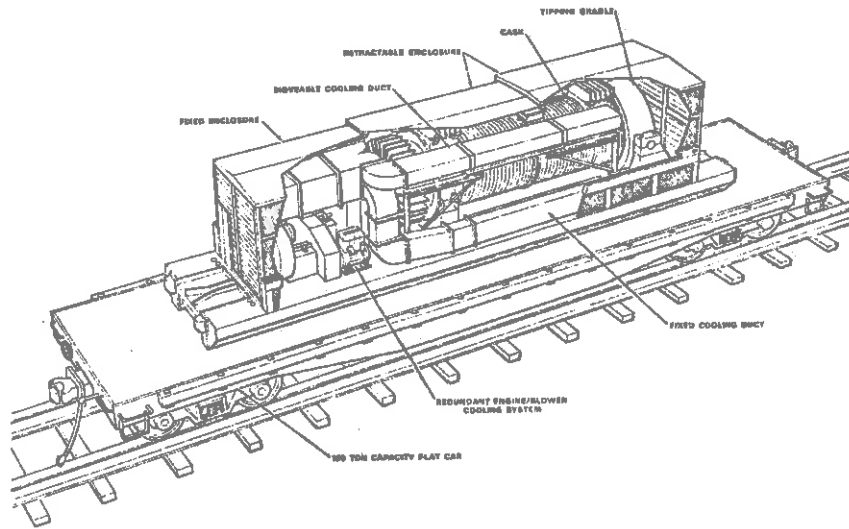 TIPPING CRADLE
CASK
RETRACTABLE ENCLOSURE
MOVEABLE COOLING DUCT
FIXED ENCLOSURE
FIXED COOLING DUCT
REDUNDANT ENGINE/BLOWER
COOLING SYSTEM
100 TON CAPACITY FLAT CAR